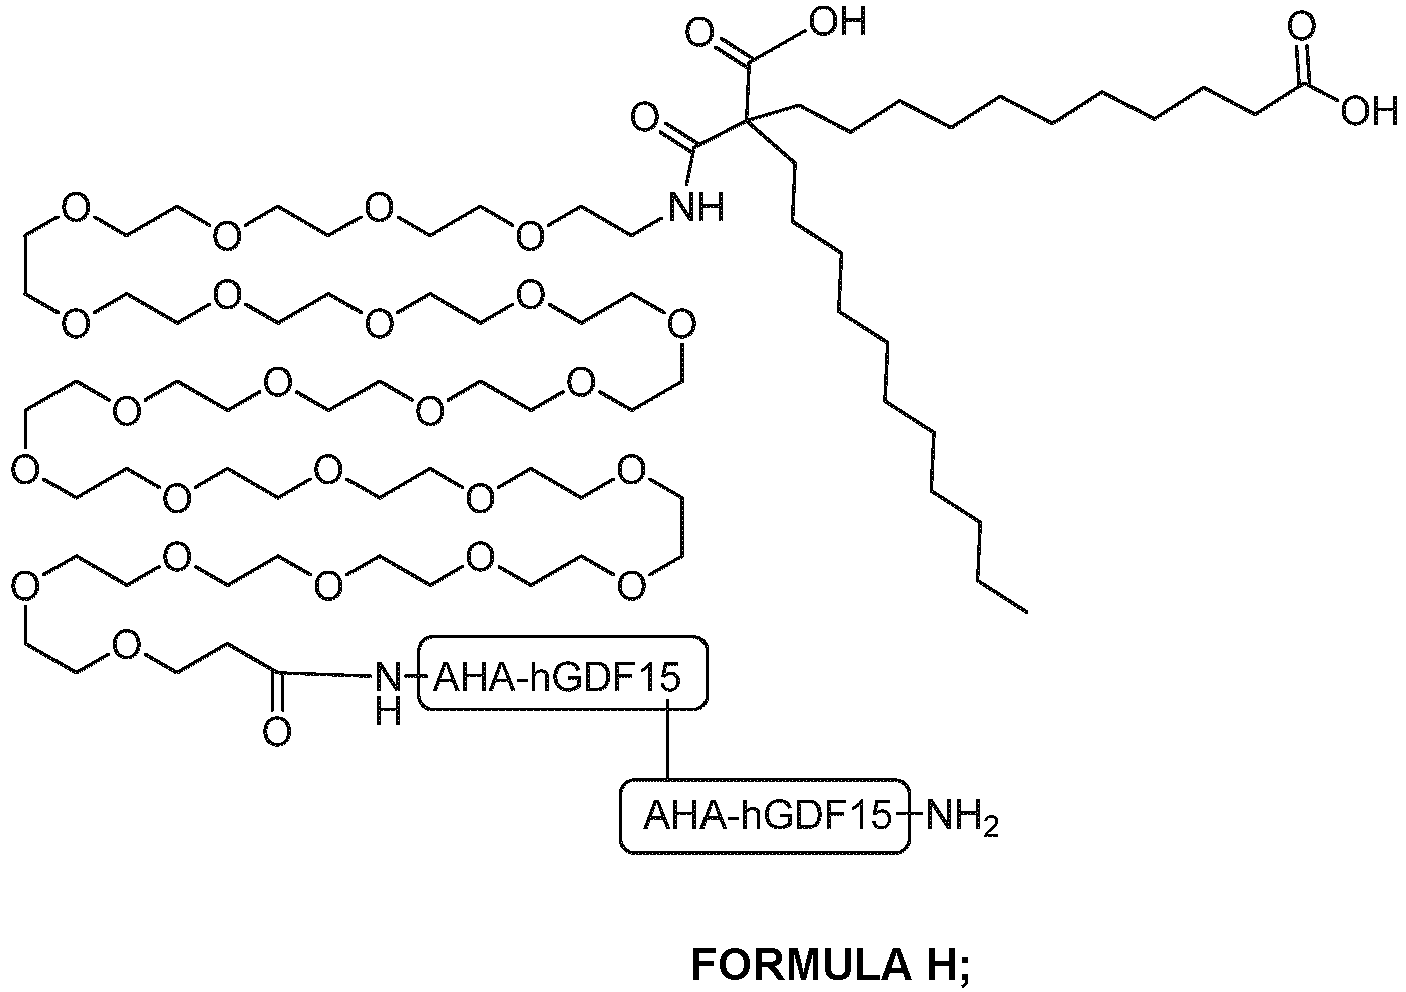 O OH O
OH
O
NH
O O O O
O O O O O
O O O O
O O O O O
O O O O O
O
O
N AHA-hGDF15
H
O
AHA-hGDF15 NH2
FORMULA H;